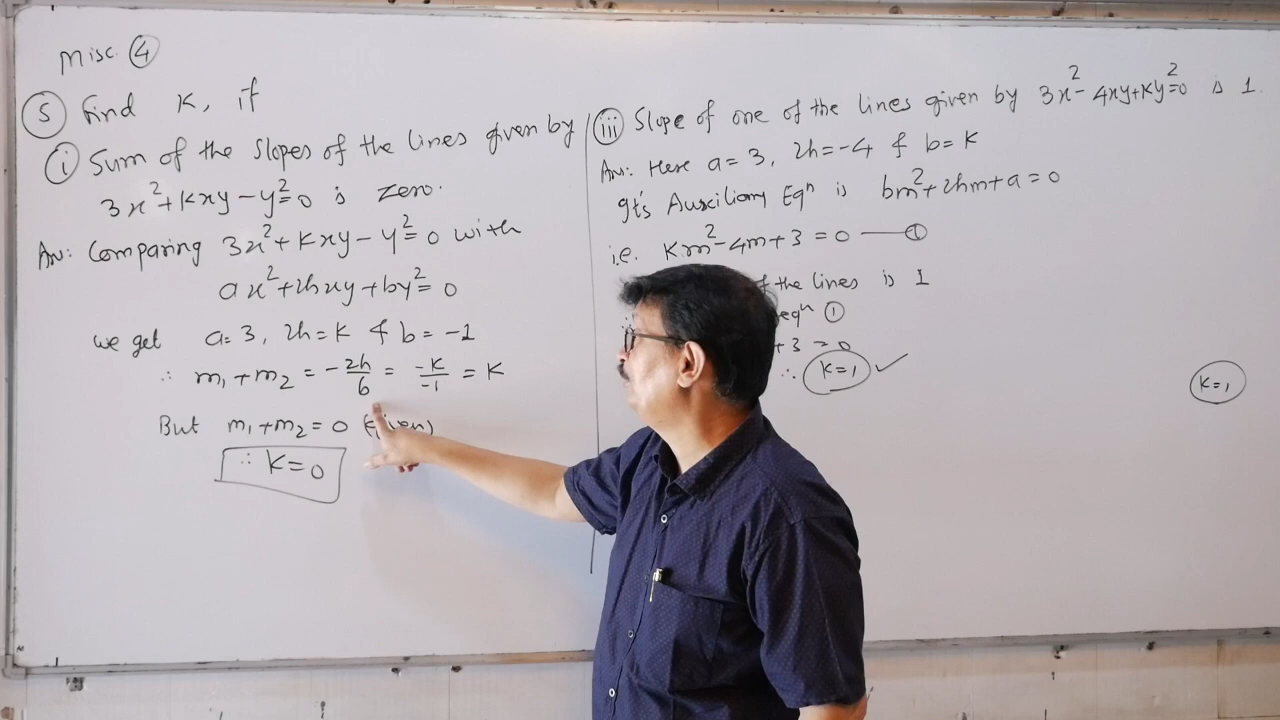 Misc. ④
⑤ Find K, if
ⓘ Sum of the slopes of the lines given by
3x²+Kxy-y²=0 is zero.
An: Comparing 3x²+Kxy-y²=0 with
ax²+2hxy+by²=0
we get a=3, 2h=K & b=-1
∴ m₁+m₂ = -2h/b = -K/-1 = K
But m₁+m₂=0 (Given)
∴ K=0
(iii) Slope of one of the lines given by 3x²-4xy+Ky²=0 is 1.
An: Here a=3, 2h=-4 & b=K
It's Auxiliary Eqⁿ is bm²+2hm+a=0
i.e. Km²-4m+3=0 —①
the lines is 1
eqⁿ ①
+3=0
∴ K=1 ✓
K=1